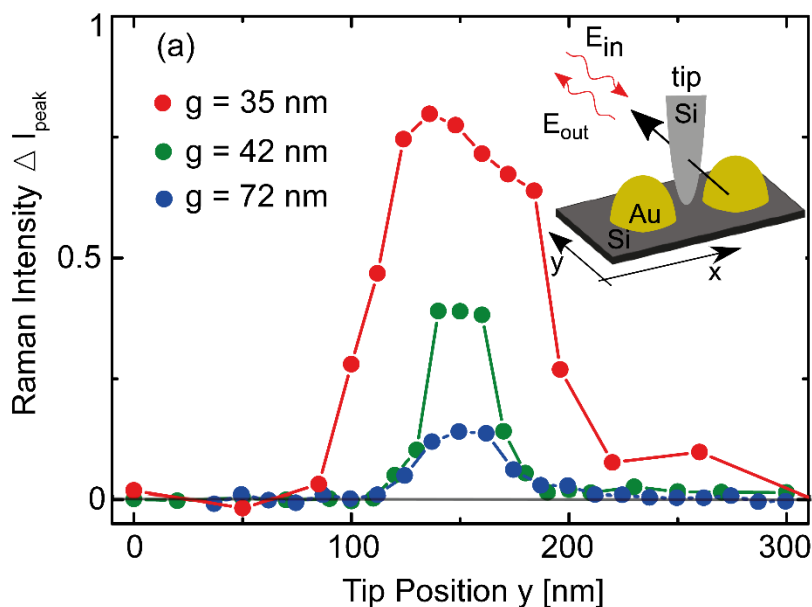 (a)
g = 35 nm
g = 42 nm
g = 72 nm
E_in
E_out
tip
Si
Au
Si
y
x
1
0.5
0
Raman Intensity △ I_peak
0 100 200 300
Tip Position y [nm]